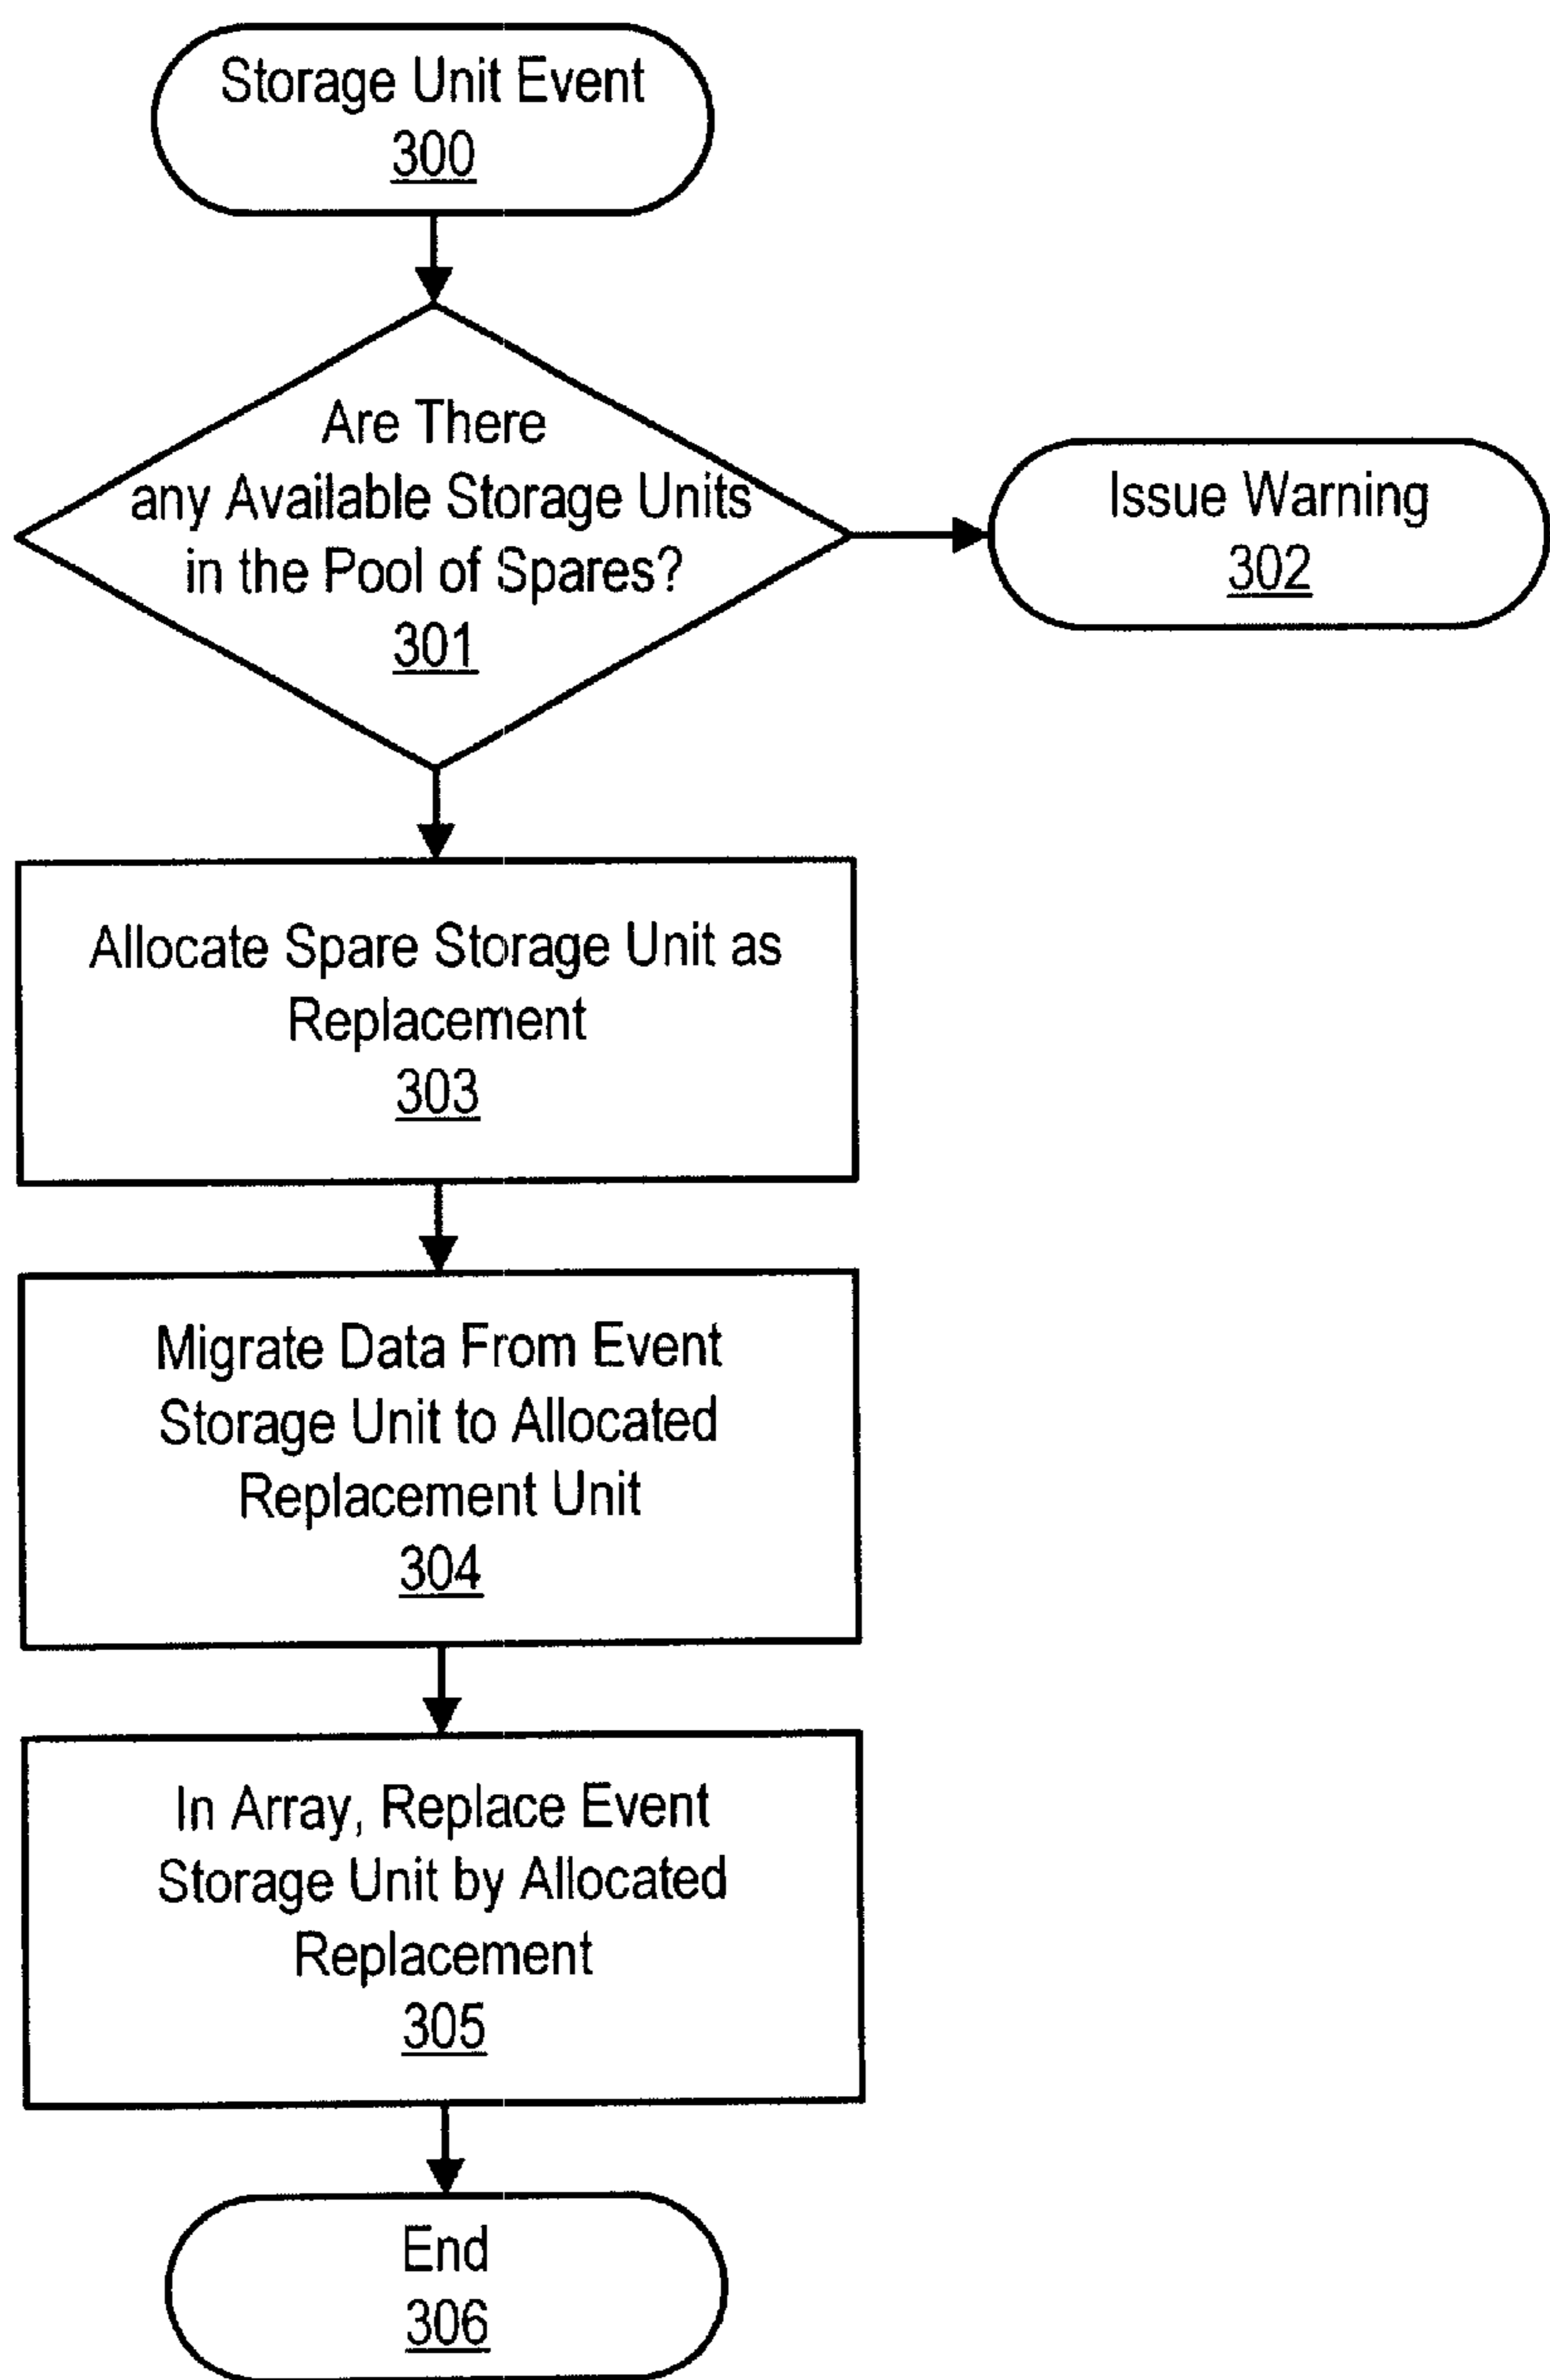 Storage Unit Event
300
Are There
any Available Storage Units
in the Pool of Spares?
301
Issue Warning
302
Allocate Spare Storage Unit as
Replacement
303
Migrate Data From Event
Storage Unit to Allocated
Replacement Unit
304
In Array, Replace Event
Storage Unit by Allocated
Replacement
305
End
306